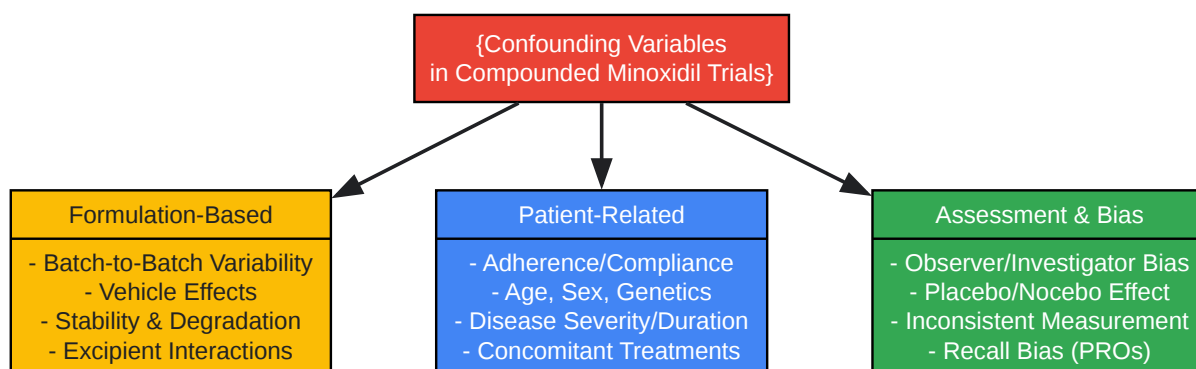 {Confounding Variables
in Compounded Minoxidil Trials}
Formulation-Based
- Batch-to-Batch Variability
- Vehicle Effects
- Stability & Degradation
- Excipient Interactions
Patient-Related
- Adherence/Compliance
- Age, Sex, Genetics
- Disease Severity/Duration
- Concomitant Treatments
Assessment & Bias
- Observer/Investigator Bias
- Placebo/Nocebo Effect
- Inconsistent Measurement
- Recall Bias (PROs)